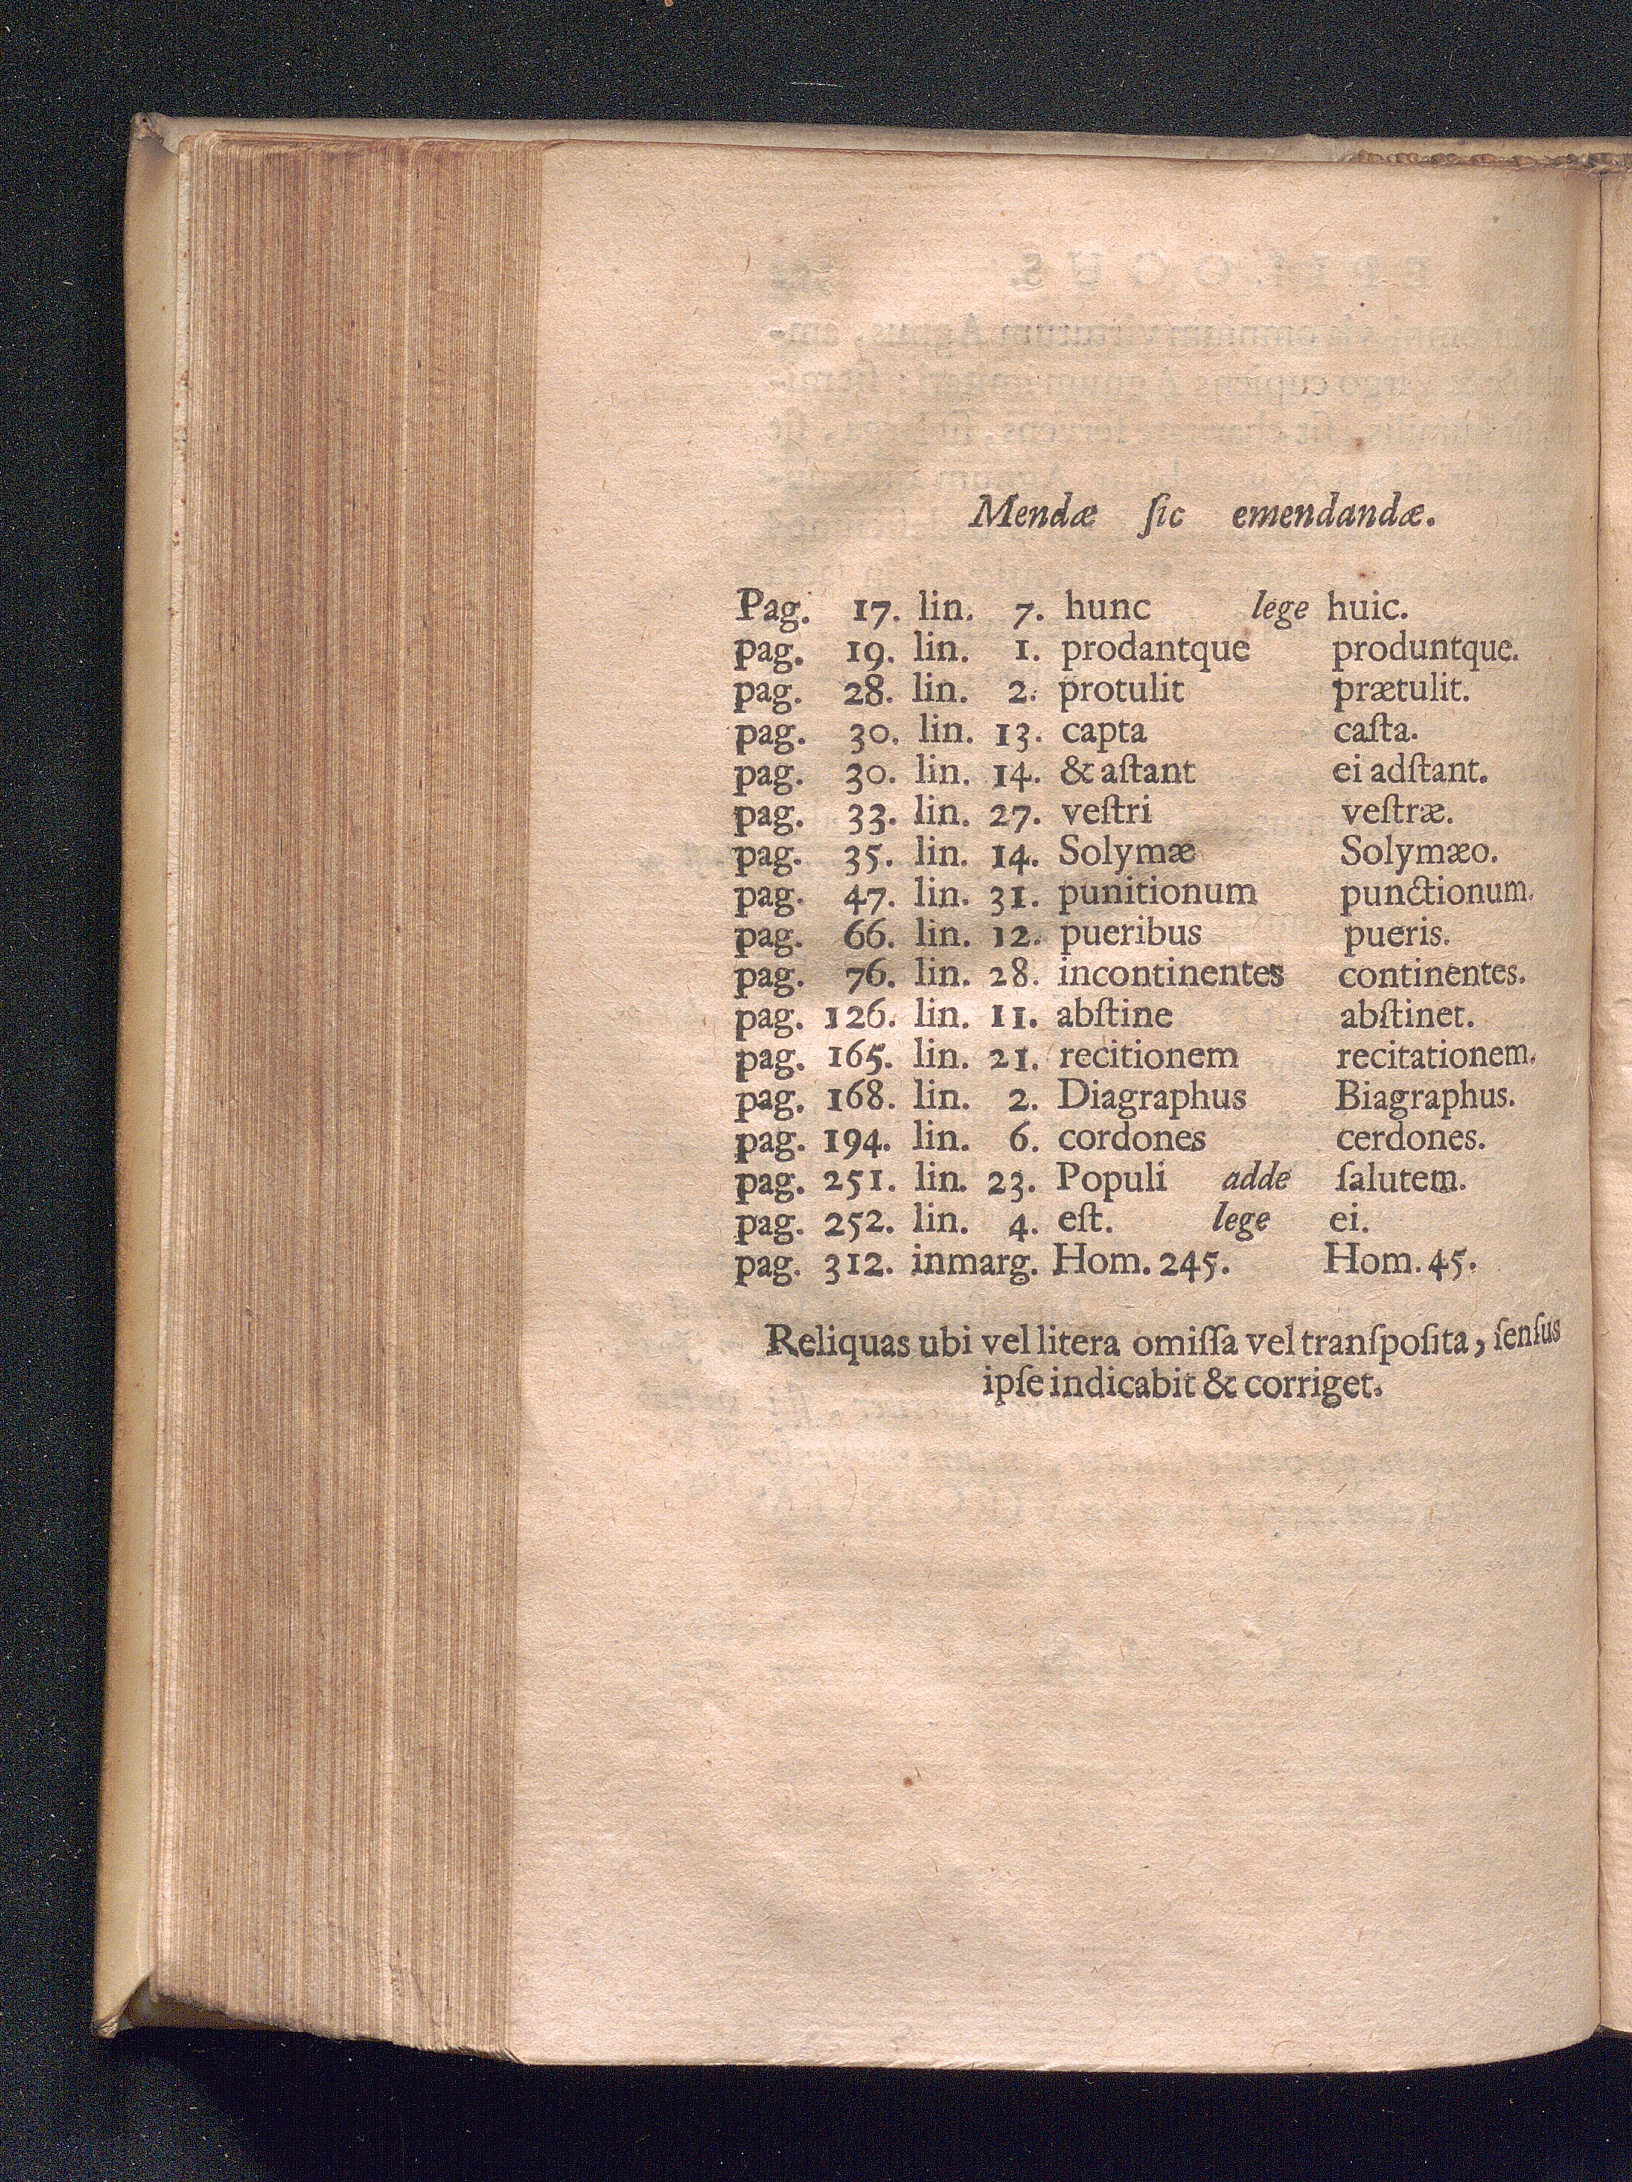 Mendæ ſic emendandæ.
Pag. 17. lin. 7. hunc lege huic.
pag. 19. lin. 1. prodantque produntque.
pag. 28. lin. 2. protulit prætulit.
pag. 30. lin. 13. capta caſta.
pag. 30. lin. 14. & aſtant ei adſtant.
pag. 33. lin. 27. veſtri veſtræ.
pag. 35. lin. 14. Solymæ Solymæo.
pag. 47. lin. 31. punitionum punctionum.
pag. 66. lin. 12. pueribus pueris.
pag. 76. lin. 28. incontinentes continentes.
pag. 126. lin. 11. abſtine abſtinet.
pag. 165. lin. 21. recitionem recitationem.
pag. 168. lin. 2. Diagraphus Biagraphus.
pag. 194. lin. 6. cordones cerdones.
pag. 251. lin. 23. Populi adde ſalutem.
pag. 252. lin. 4. eſt. lege ei.
pag. 312. inmarg. Hom. 245. Hom. 45.
Reliquas ubi vel litera omiſſa vel tranſpoſita, ſenſus
ipſe indicabit & corriget.